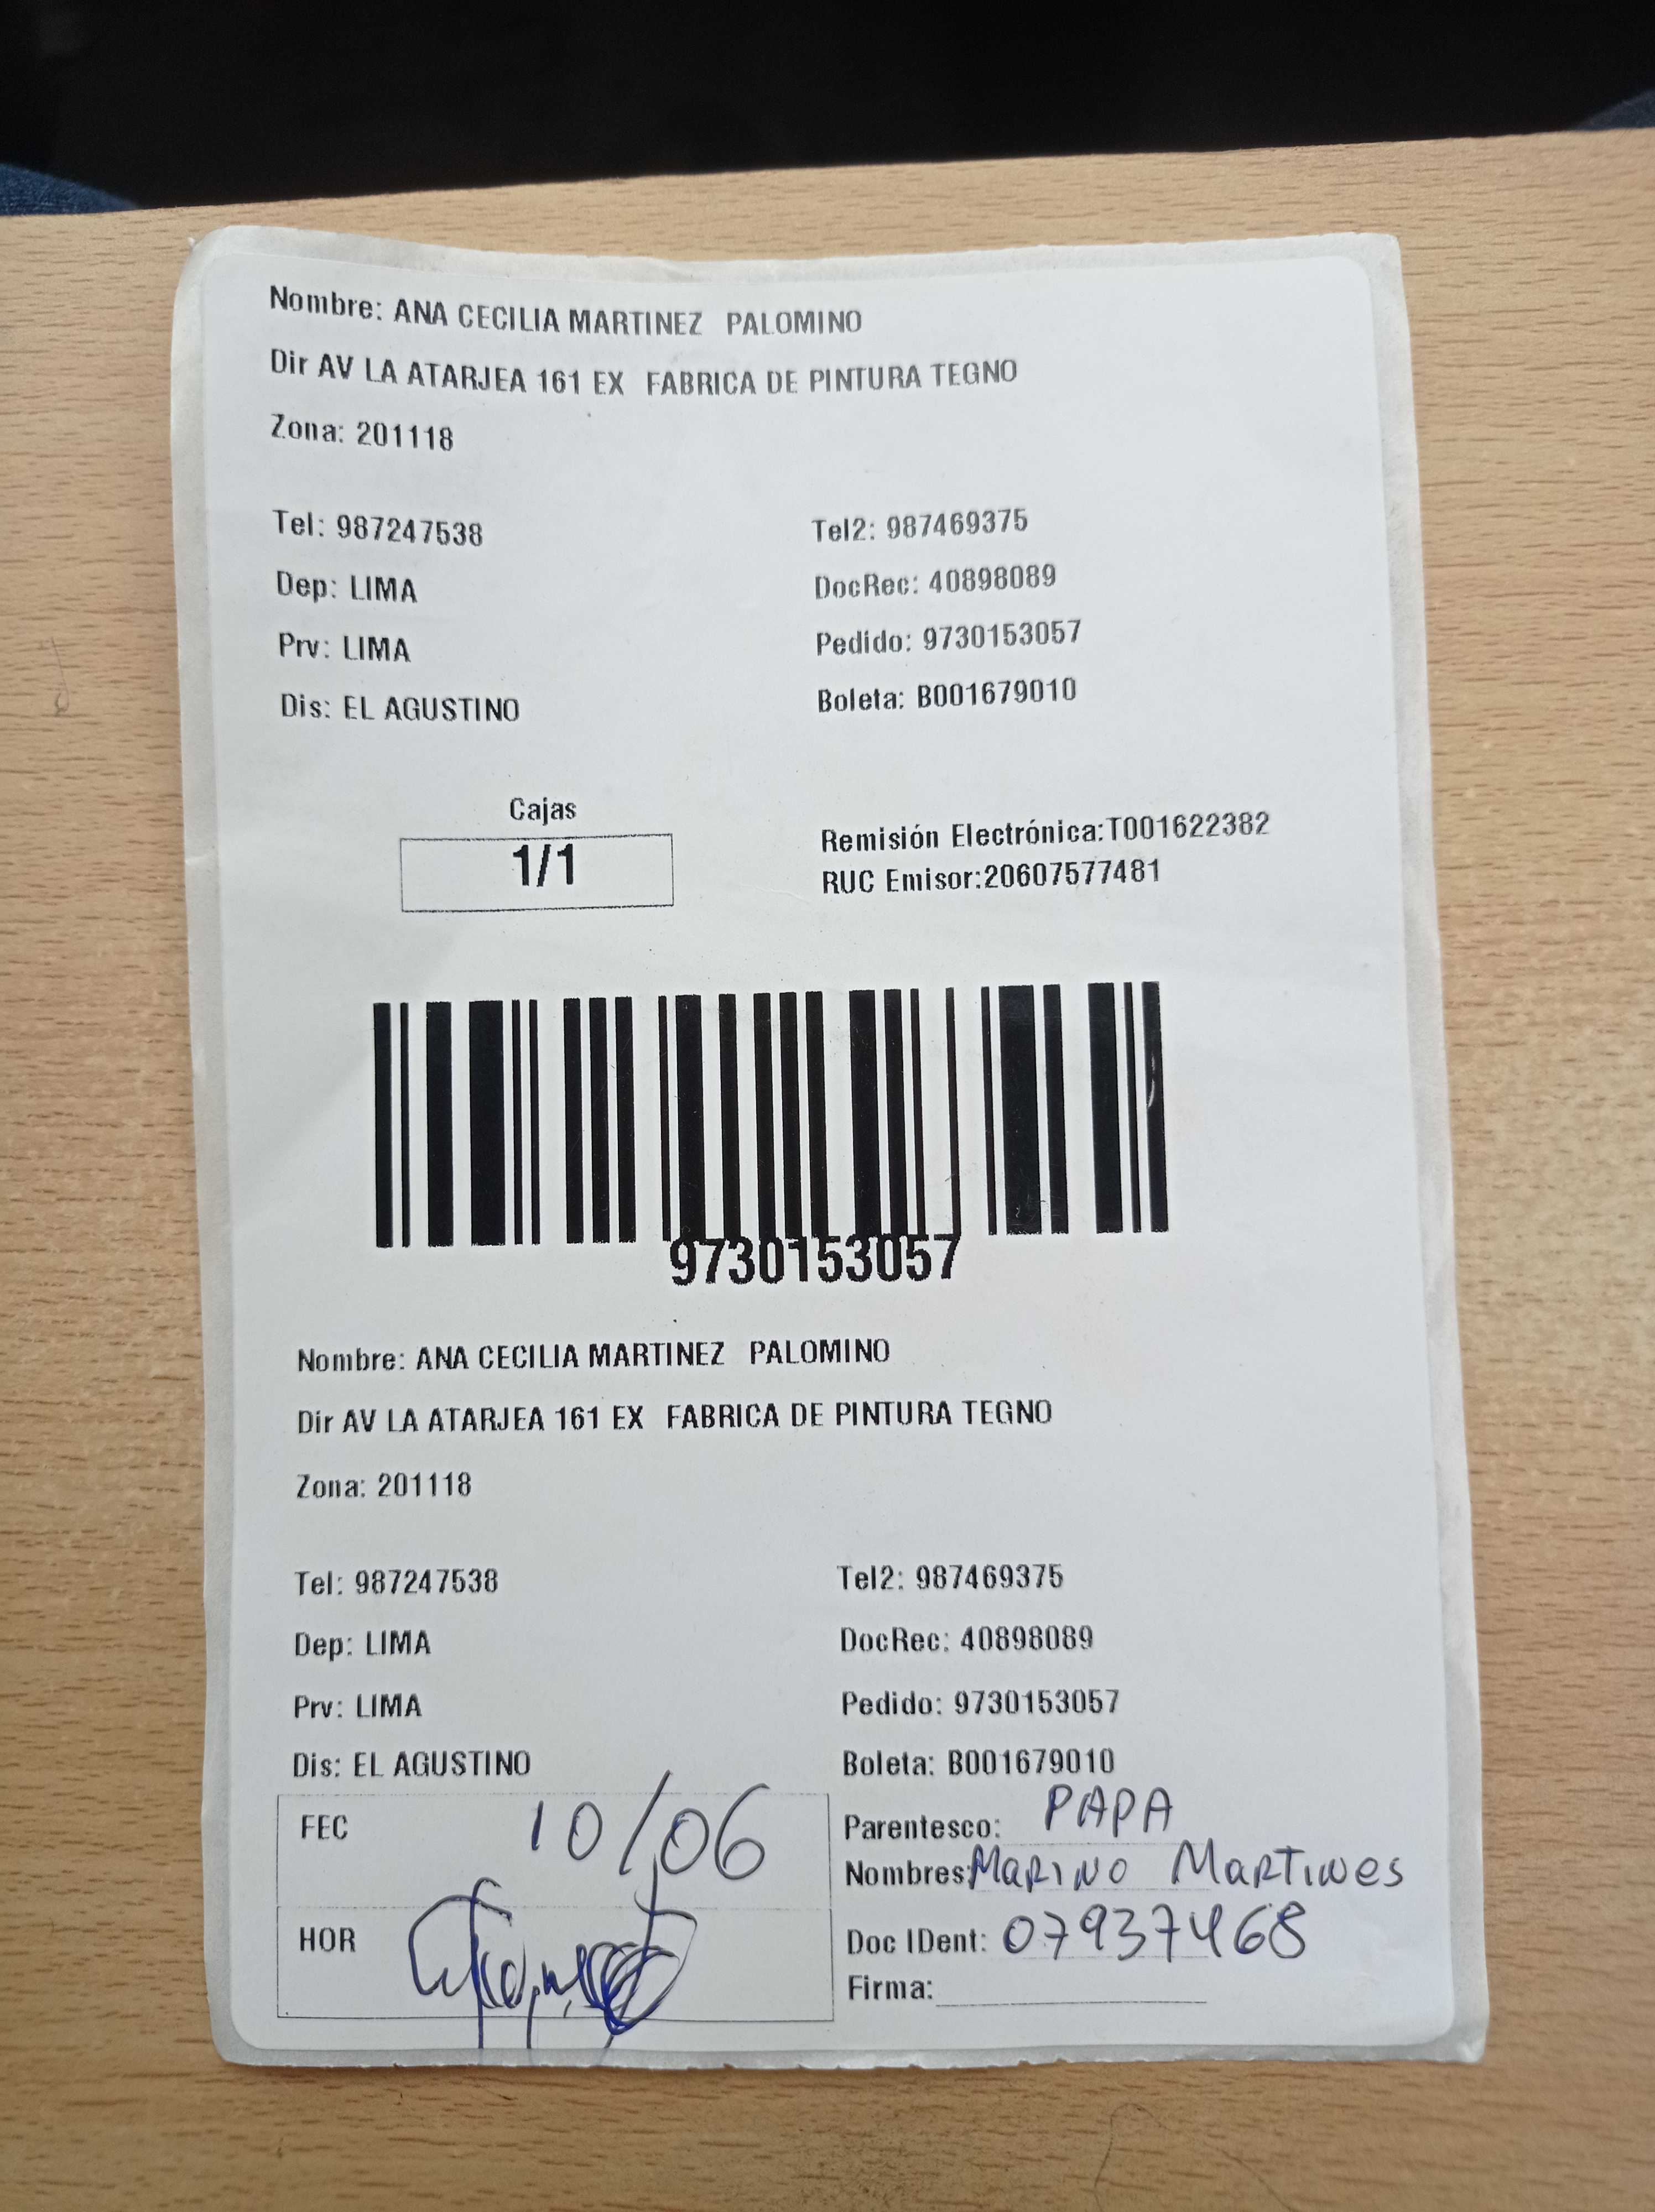 Nombre: ANA CECILIA MARTINEZ PALOMINO
Dir AV LA ATARJEA 161 EX FABRICA DE PINTURA TEGNO
Zona: 201118
Tel: 987247538 Tel2: 987469375
Dep: LIMA DocRec: 40898089
Prv: LIMA Pedido: 9730153057
Dis: EL AGUSTINO Boleta: B001679010
Cajas
1/1
Remisión Electrónica:T001622382
RUC Emisor:20607577481
9730153057
Nombre: ANA CECILIA MARTINEZ PALOMINO
Dir AV LA ATARJEA 161 EX FABRICA DE PINTURA TEGNO
Zona: 201118
Tel: 987247538 Tel2: 987469375
Dep: LIMA DocRec: 40898089
Prv: LIMA Pedido: 9730153057
Dis: EL AGUSTINO Boleta: B001679010
FEC 10/06 Parentesco: PAPA
Nombres: MARINO MARTINES
HOR Doc IDent: 07937468
Firma: